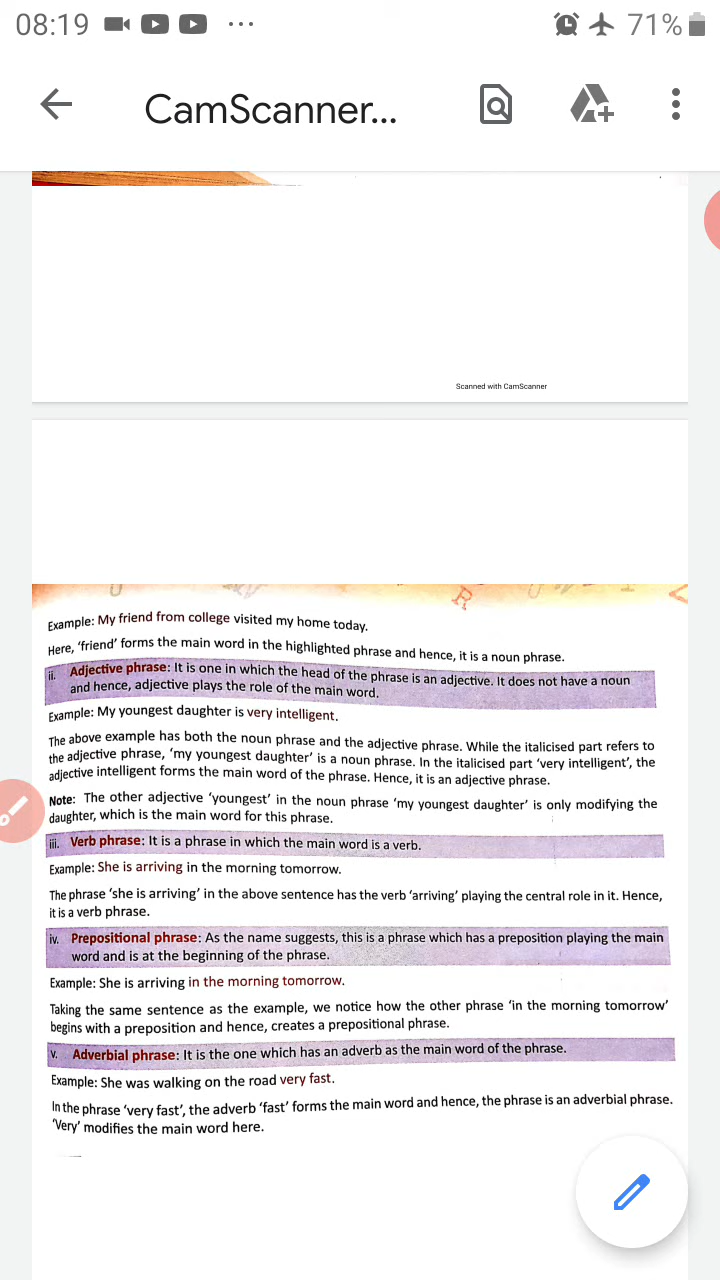 08:19
71%
CamScanner...
Scanned with CamScanner
R
Example: My friend from college visited my home today.
Here, ‘friend’ forms the main word in the highlighted phrase and hence, it is a noun phrase.
ii. Adjective phrase: It is one in which the head of the phrase is an adjective. It does not have a noun
and hence, adjective plays the role of the main word.
Example: My youngest daughter is very intelligent.
The above example has both the noun phrase and the adjective phrase. While the italicised part refers to
the adjective phrase, ‘my youngest daughter’ is a noun phrase. In the italicised part ‘very intelligent’, the
adjective intelligent forms the main word of the phrase. Hence, it is an adjective phrase.
Note: The other adjective ‘youngest’ in the noun phrase ‘my youngest daughter’ is only modifying the
daughter, which is the main word for this phrase.
iii. Verb phrase: It is a phrase in which the main word is a verb.
Example: She is arriving in the morning tomorrow.
The phrase ‘she is arriving’ in the above sentence has the verb ‘arriving’ playing the central role in it. Hence,
it is a verb phrase.
iv. Prepositional phrase: As the name suggests, this is a phrase which has a preposition playing the main
word and is at the beginning of the phrase.
Example: She is arriving in the morning tomorrow.
Taking the same sentence as the example, we notice how the other phrase ‘in the morning tomorrow’
begins with a preposition and hence, creates a prepositional phrase.
v. Adverbial phrase: It is the one which has an adverb as the main word of the phrase.
Example: She was walking on the road very fast.
In the phrase ‘very fast’, the adverb ‘fast’ forms the main word and hence, the phrase is an adverbial phrase.
‘Very’ modifies the main word here.